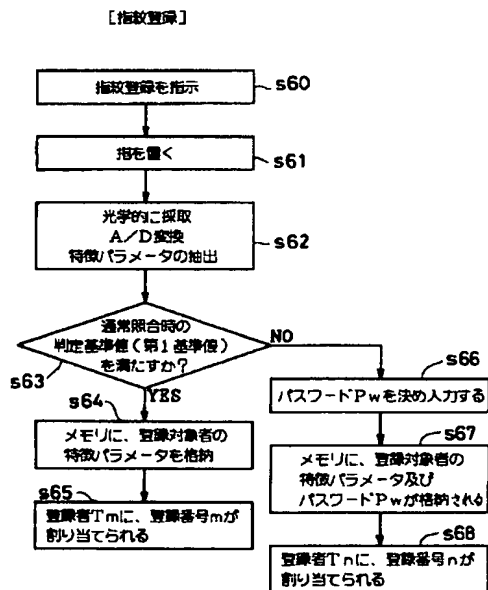 [指紋登録]
指紋登録を指示
s60
指を置く
s61
光学的に採取
A/D変換
特徴パラメータの抽出
s62
通常照合時の
判定基準値(第1基準値)
を満たすか?
s63
NO
YES
s64
メモリに、登録対象者の
特徴パラメータを格納
s65
登録者Tmに、登録番号mが
割り当てられる
s66
パスワードPwを決め入力する
s67
メモリに、登録対象者の
特徴パラメータ及び
パスワードPwが格納される
s68
登録者Tnに、登録番号nが
割り当てられる